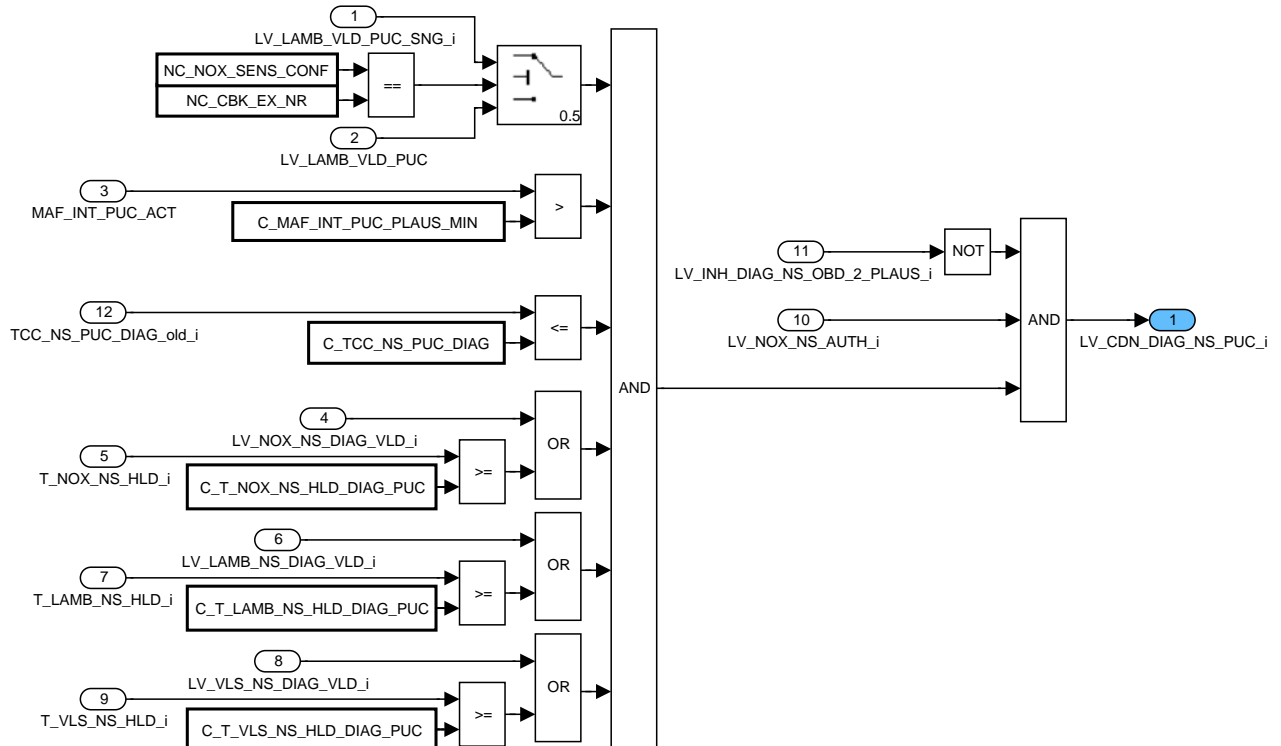 1
LV_LAMB_VLD_PUC_SNG_i
NC_NOX_SENS_CONF
==
NC_CBK_EX_NR
0.5
2
LV_LAMB_VLD_PUC
3
MAF_INT_PUC_ACT
>
C_MAF_INT_PUC_PLAUS_MIN
11
NOT
LV_INH_DIAG_NS_OBD_2_PLAUS_i
12
TCC_NS_PUC_DIAG_old_i
<=
C_TCC_NS_PUC_DIAG
10
LV_NOX_NS_AUTH_i
AND
1
LV_CDN_DIAG_NS_PUC_i
AND
4
LV_NOX_NS_DIAG_VLD_i
OR
5
T_NOX_NS_HLD_i
>=
C_T_NOX_NS_HLD_DIAG_PUC
6
LV_LAMB_NS_DIAG_VLD_i
OR
7
T_LAMB_NS_HLD_i
>=
C_T_LAMB_NS_HLD_DIAG_PUC
8
LV_VLS_NS_DIAG_VLD_i
OR
9
T_VLS_NS_HLD_i
>=
C_T_VLS_NS_HLD_DIAG_PUC